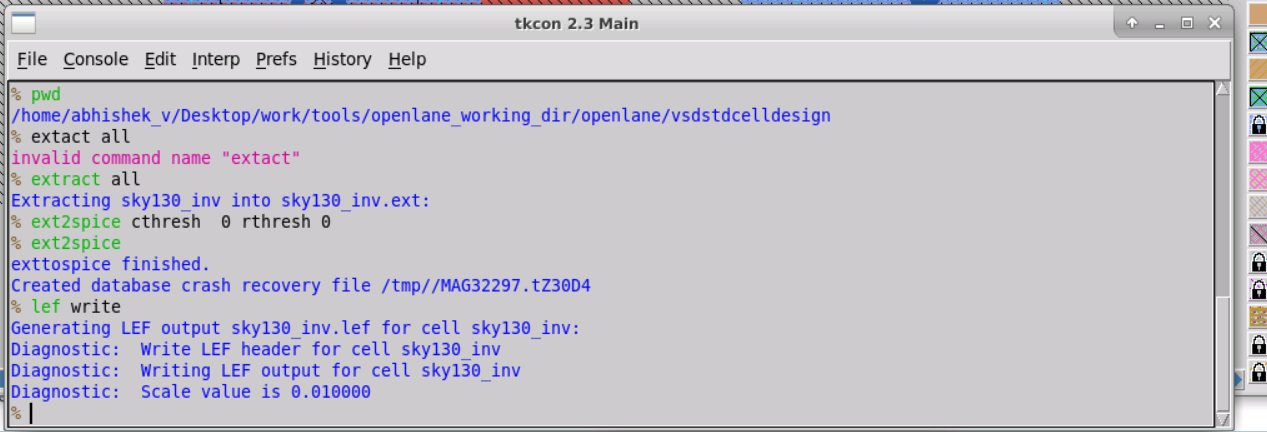 tkcon 2.3 Main
File Console Edit Interp Prefs History Help
% pwd
/home/abhishek_v/Desktop/work/tools/openlane_working_dir/openlane/vsdstdcelldesign
% extact all
invalid command name "extact"
% extract all
Extracting sky130_inv into sky130_inv.ext:
% ext2spice cthresh  0 rthresh 0
% ext2spice
exttospice finished.
Created database crash recovery file /tmp//MAG32297.tZ30D4
% lef write
Generating LEF output sky130_inv.lef for cell sky130_inv:
Diagnostic:  Write LEF header for cell sky130_inv
Diagnostic:  Writing LEF output for cell sky130_inv
Diagnostic:  Scale value is 0.010000
%